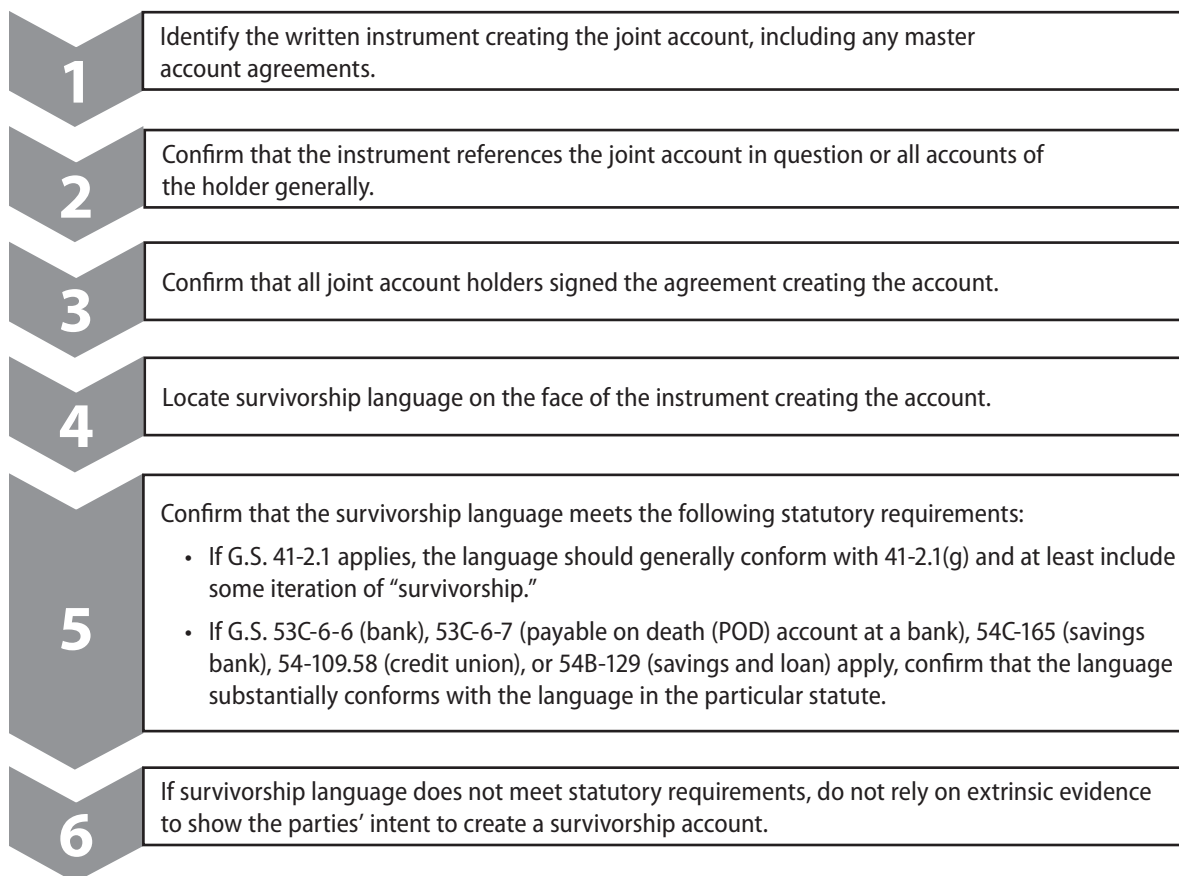 1
Identify the written instrument creating the joint account, including any master
account agreements.
2
Confirm that the instrument references the joint account in question or all accounts of
the holder generally.
3
Confirm that all joint account holders signed the agreement creating the account.
4
Locate survivorship language on the face of the instrument creating the account.
5
Confirm that the survivorship language meets the following statutory requirements:
• If G.S. 41-2.1 applies, the language should generally conform with 41-2.1(g) and at least include
some iteration of “survivorship.”
• If G.S. 53C-6-6 (bank), 53C-6-7 (payable on death (POD) account at a bank), 54C-165 (savings
bank), 54-109.58 (credit union), or 54B-129 (savings and loan) apply, confirm that the language
substantially conforms with the language in the particular statute.
6
If survivorship language does not meet statutory requirements, do not rely on extrinsic evidence
to show the parties’ intent to create a survivorship account.